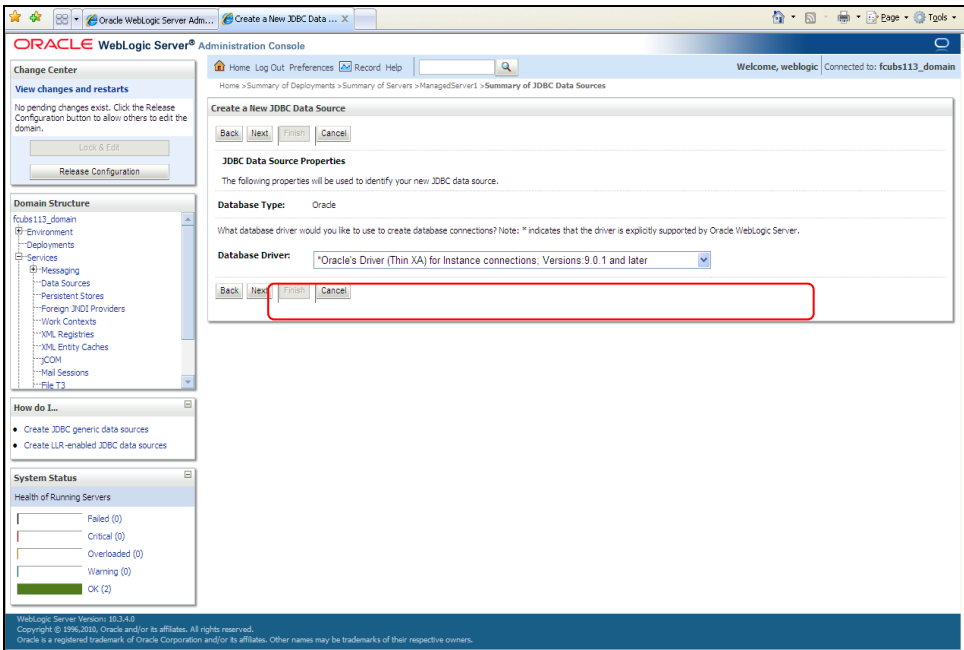 Oracle WebLogic Server Adm...
Create a New JDBC Data ... X
Page
Tools
ORACLE WebLogic Server® Administration Console
Change Center
View changes and restarts
No pending changes exist. Click the Release
Configuration button to allow others to edit the
domain.
Lock & Edit
Release Configuration
Domain Structure
fcubs113_domain
Environment
Deployments
Services
Messaging
Data Sources
Persistent Stores
Foreign JNDI Providers
Work Contexts
XML Registries
XML Entity Caches
jCOM
Mail Sessions
File T3
How do I...
Create JDBC generic data sources
Create LLR-enabled JDBC data sources
System Status
Health of Running Servers
Failed (0)
Critical (0)
Overloaded (0)
Warning (0)
OK (2)
Home Log Out Preferences Record Help
Welcome, weblogic Connected to: fcubs113_domain
Home >Summary of Deployments >Summary of Servers >ManagedServer1 >Summary of JDBC Data Sources
Create a New JDBC Data Source
Back Next Finish Cancel
JDBC Data Source Properties
The following properties will be used to identify your new JDBC data source.
Database Type: Oracle
What database driver would you like to use to create database connections? Note: * indicates that the driver is explicitly supported by Oracle WebLogic Server.
Database Driver: *Oracle's Driver (Thin XA) for Instance connections; Versions:9.0.1 and later
Back Next Finish Cancel
WebLogic Server Version: 10.3.4.0
Copyright © 1996,2010, Oracle and/or its affiliates. All rights reserved.
Oracle is a registered trademark of Oracle Corporation and/or its affiliates. Other names may be trademarks of their respective owners.